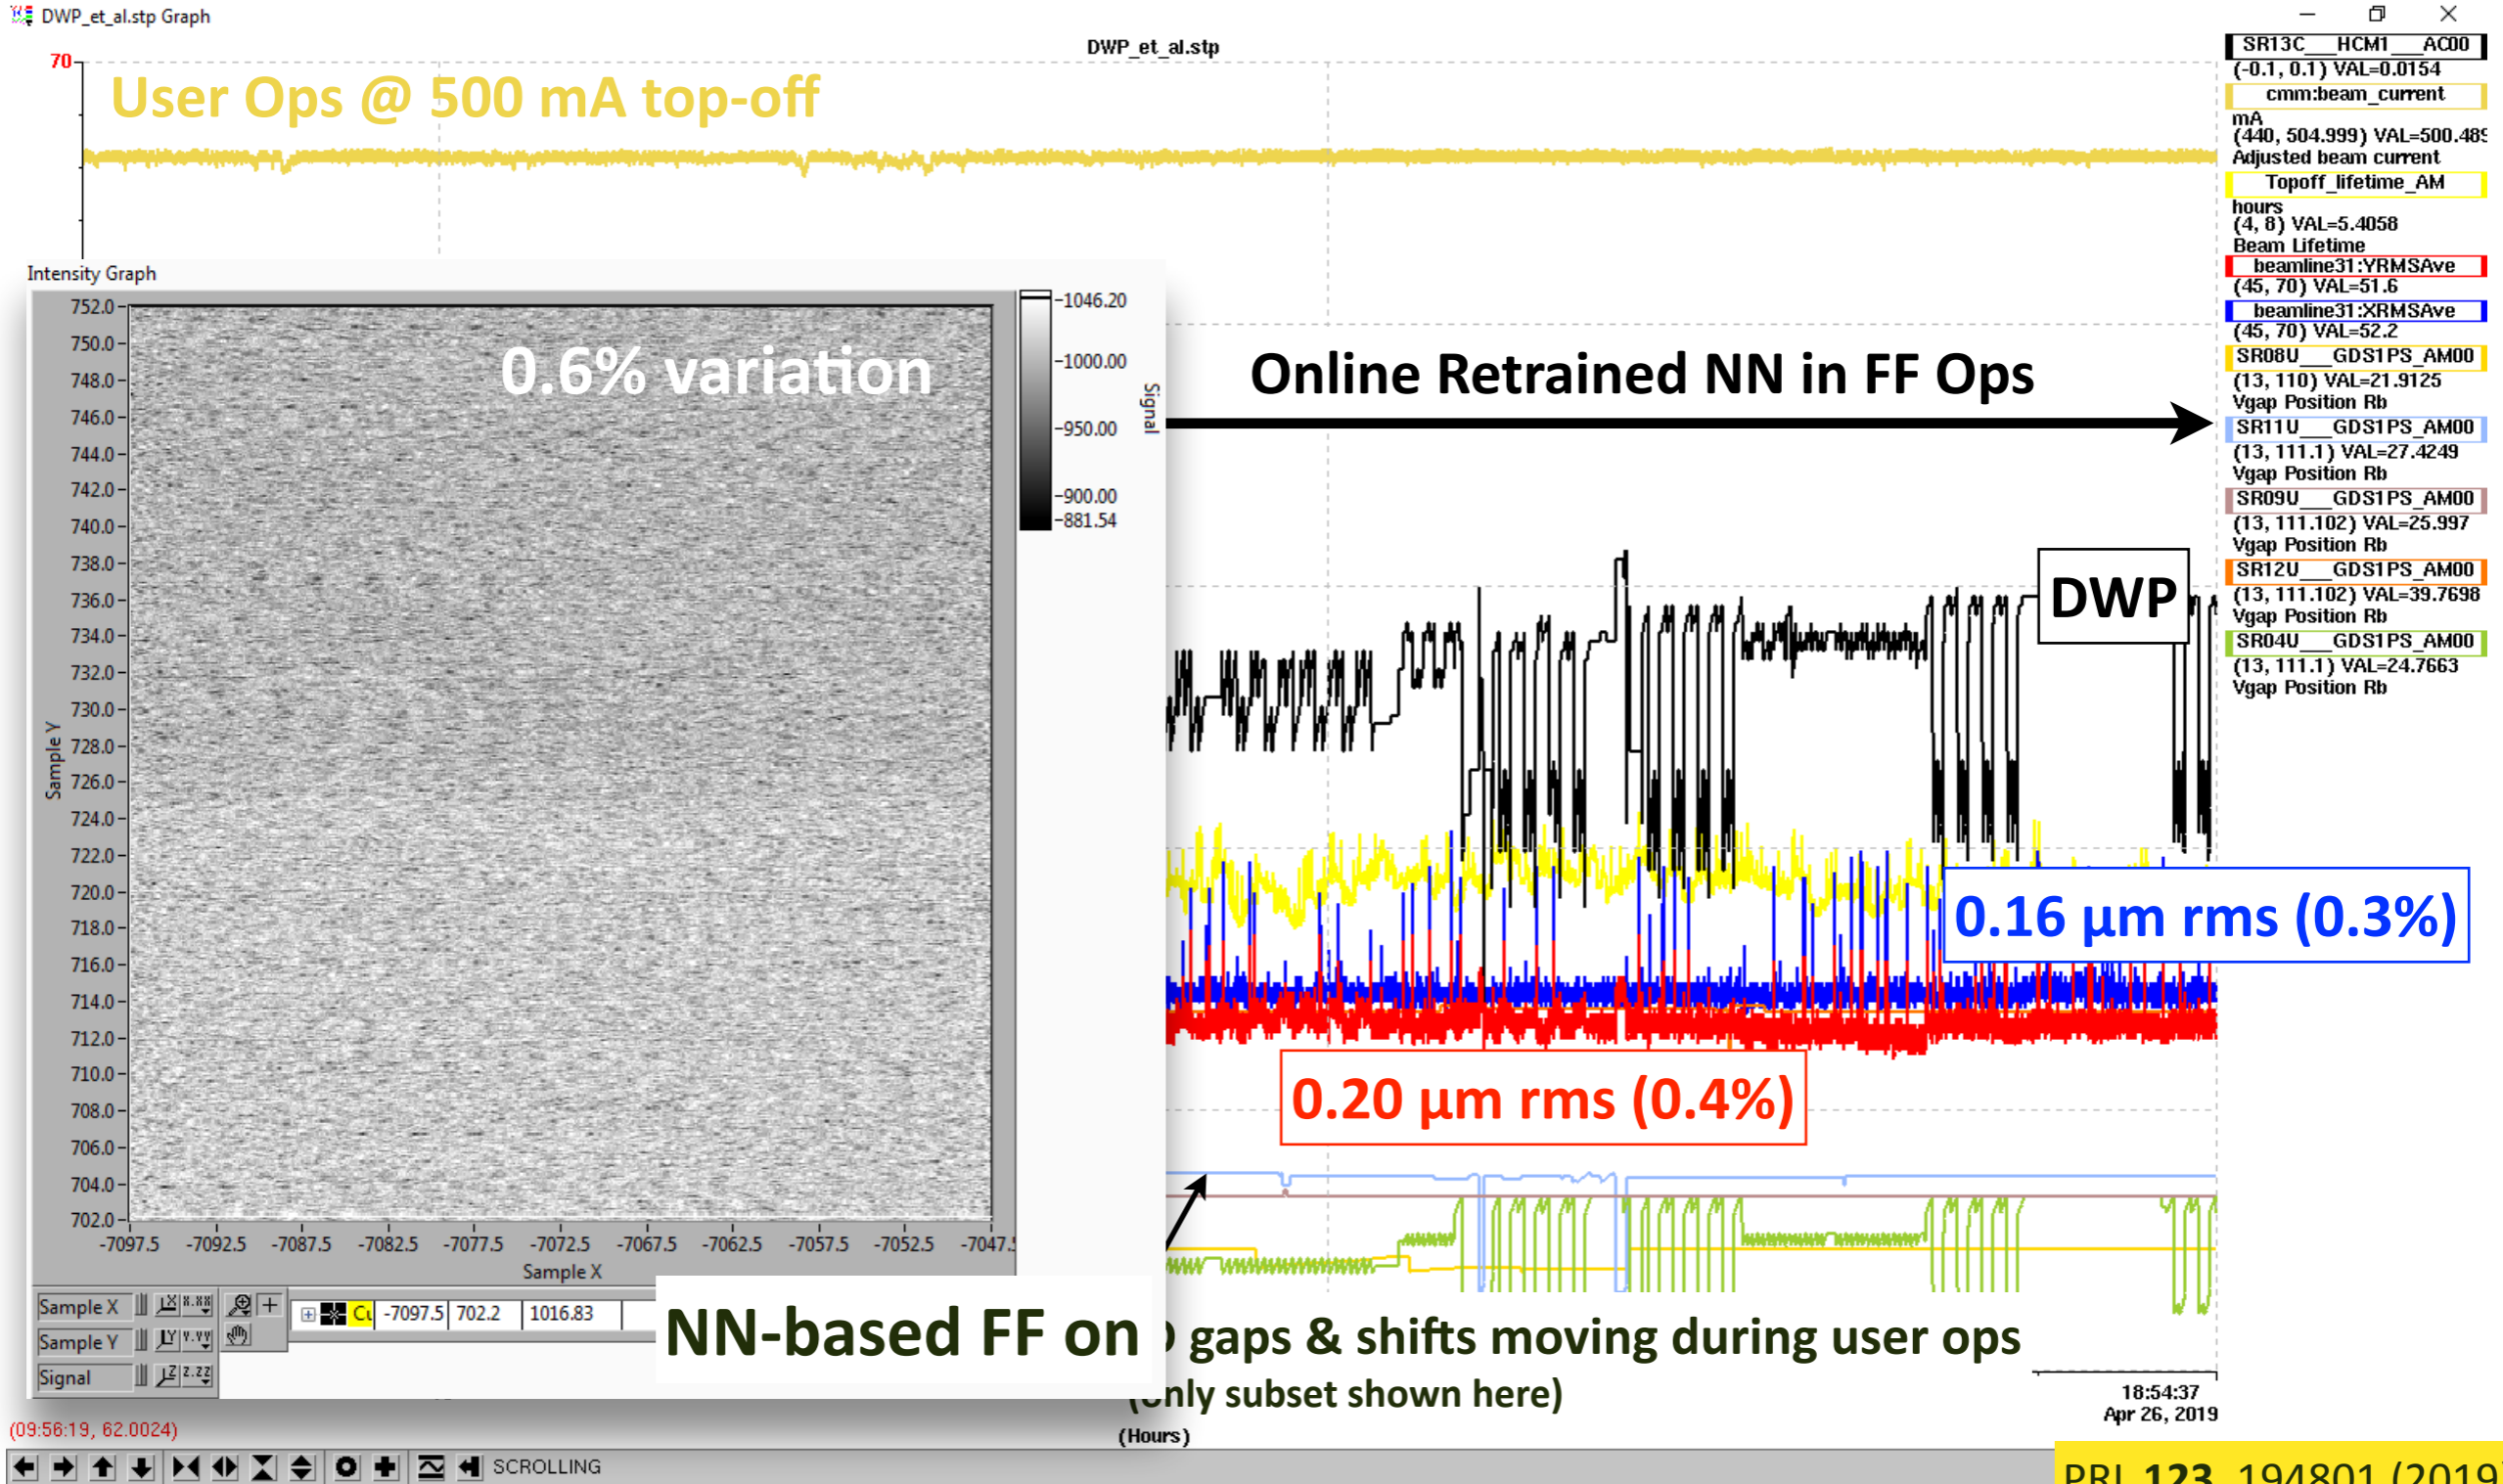 DWP_et_al.stp Graph
DWP_et_al.stp
70
User Ops @ 500 mA top-off
SR13C___HCM1___AC00
(-0.1, 0.1) VAL=0.0154
cmm:beam_current
mA
(440, 504.999) VAL=500.489
Adjusted beam current
Topoff_lifetime_AM
hours
(4, 8) VAL=5.4058
Beam Lifetime
beamline31:YRMSAve
(45, 70) VAL=51.6
beamline31:XRMSAve
(45, 70) VAL=52.2
SR08U___GDS1PS_AM00
(13, 110) VAL=21.9125
Vgap Position Rb
SR11U___GDS1PS_AM00
(13, 111.1) VAL=27.4249
Vgap Position Rb
SR09U___GDS1PS_AM00
(13, 111.102) VAL=25.997
Vgap Position Rb
SR12U___GDS1PS_AM00
(13, 111.102) VAL=39.7698
Vgap Position Rb
SR04U___GDS1PS_AM00
(13, 111.1) VAL=24.7663
Vgap Position Rb
Intensity Graph
0.6% variation
752.0
750.0
748.0
746.0
744.0
742.0
740.0
738.0
736.0
734.0
732.0
730.0
728.0
726.0
724.0
722.0
720.0
718.0
716.0
714.0
712.0
710.0
708.0
706.0
704.0
702.0
Sample Y
-7097.5 -7092.5 -7087.5 -7082.5 -7077.5 -7072.5 -7067.5 -7062.5 -7057.5 -7052.5 -7047.
Sample X
-1046.20
-1000.00
-950.00
-900.00
-881.54
Signal
Online Retrained NN in FF Ops
DWP
0.16 μm rms (0.3%)
0.20 μm rms (0.4%)
Sample X
Sample Y
Signal
X.XX
Y.YY
Z.ZZ
-7097.5 702.2 1016.83
NN-based FF on
gaps & shifts moving during user ops
only subset shown here)
18:54:37
Apr 26, 2019
(09:56:19, 62.0024)
(Hours)
SCROLLING
PRL 123, 194801 (2019)